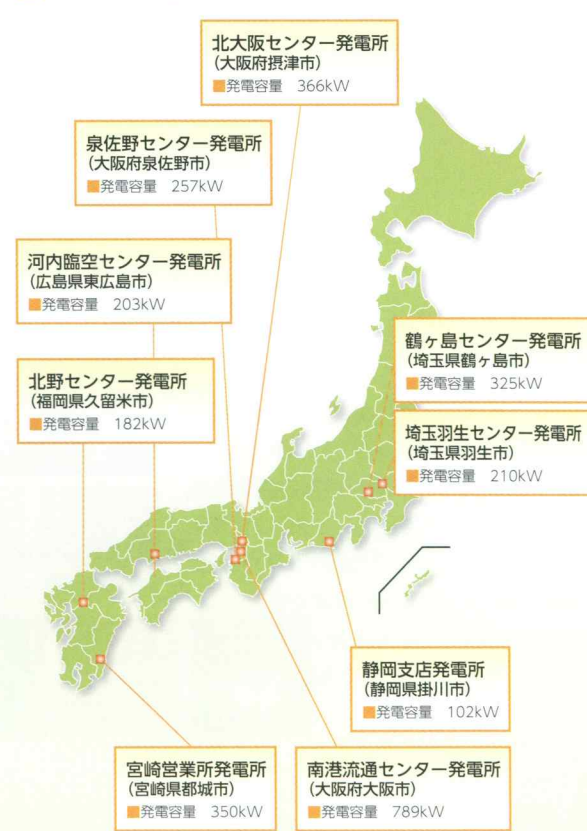 北大阪センター発電所
(大阪府摂津市)
■発電容量 366kW
泉佐野センター発電所
(大阪府泉佐野市)
■発電容量 257kW
河内臨空センター発電所
(広島県東広島市)
■発電容量 203kW
北野センター発電所
(福岡県久留米市)
■発電容量 182kW
鶴ヶ島センター発電所
(埼玉県鶴ヶ島市)
■発電容量 325kW
埼玉羽生センター発電所
(埼玉県羽生市)
■発電容量 210kW
静岡支店発電所
(静岡県掛川市)
■発電容量 102kW
宮崎営業所発電所
(宮崎県都城市)
■発電容量 350kW
南港流通センター発電所
(大阪府大阪市)
■発電容量 789kW